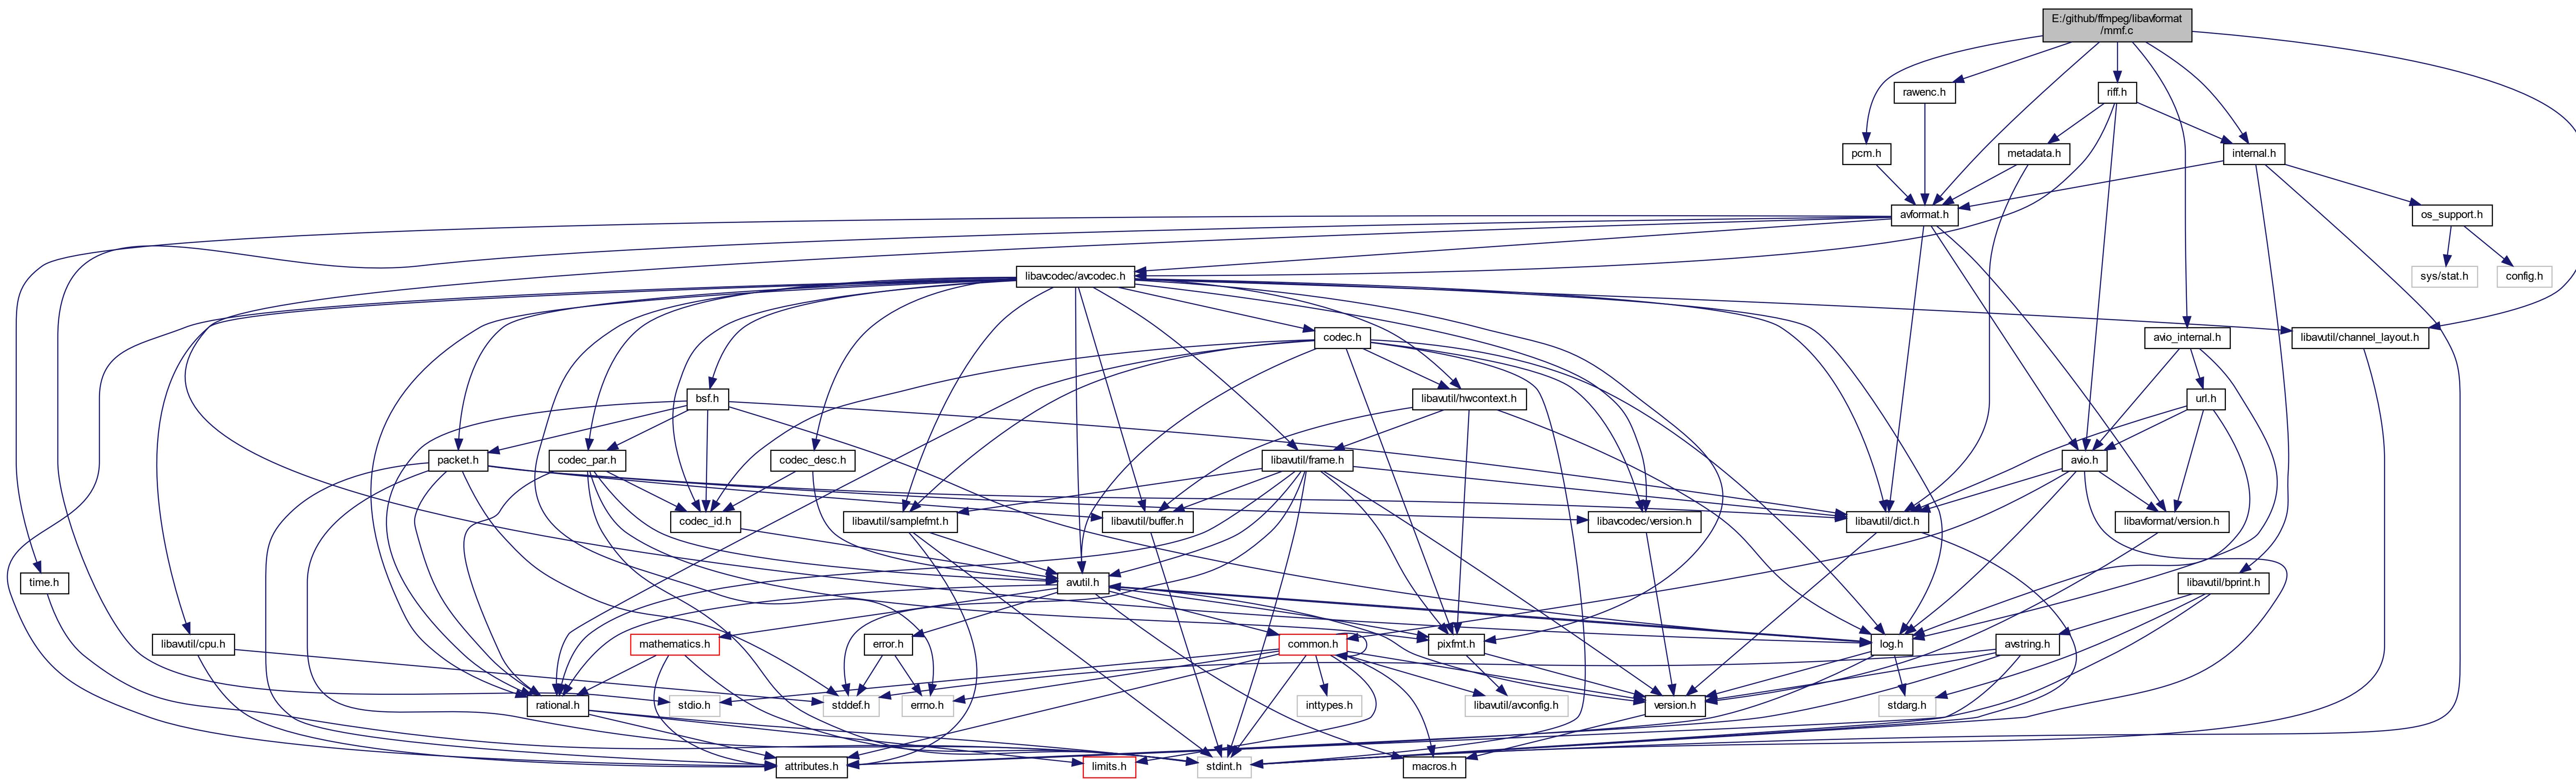 E:/github/ffmpeg/libavformat
/mmf.c
rawenc.h
riff.h
pcm.h
metadata.h
internal.h
avformat.h
os_support.h
libavcodec/avcodec.h
sys/stat.h
config.h
codec.h
avio_internal.h
libavutil/channel_layout.h
bsf.h
libavutil/hwcontext.h
url.h
packet.h
codec_par.h
codec_desc.h
libavutil/frame.h
avio.h
codec_id.h
libavutil/samplefmt.h
libavutil/buffer.h
libavcodec/version.h
libavutil/dict.h
libavformat/version.h
time.h
avutil.h
libavutil/bprint.h
libavutil/cpu.h
mathematics.h
error.h
common.h
pixfmt.h
log.h
avstring.h
rational.h
stdio.h
stddef.h
errno.h
inttypes.h
libavutil/avconfig.h
version.h
stdarg.h
attributes.h
limits.h
stdint.h
macros.h